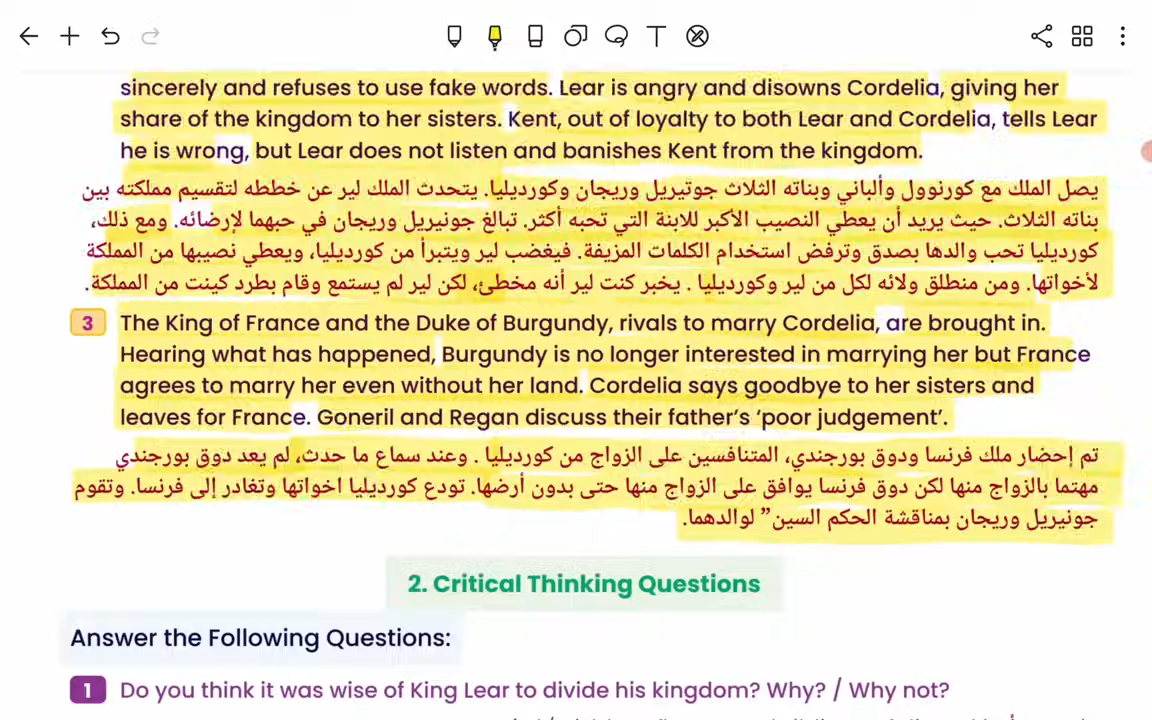 sincerely and refuses to use fake words. Lear is angry and disowns Cordelia, giving her
share of the kingdom to her sisters. Kent, out of loyalty to both Lear and Cordelia, tells Lear
he is wrong, but Lear does not listen and banishes Kent from the kingdom.
يصل الملك مع كورنوول وألباني وبناته الثلاث جوتيريل وريجان وكورديليا. يتحدث الملك لير عن خططه لتقسيم مملكته بين
بناته الثلاث. حيث يريد أن يعطي النصيب الأكبر للابنة التي تحبه أكثر. تبالغ جونيريل وريجان في حبهما لإرضائه. ومع ذلك،
كورديليا تحب والدها بصدق وترفض استخدام الكلمات المزيفة. فيغضب لير ويتبرأ من كورديليا، ويعطي نصيبها من المملكة
لأخواتها. ومن منطلق ولائه لكل من لير وكورديليا . يخبر كنت لير أنه مخطئ، لكن لير لم يستمع وقام بطرد كينت من المملكة.
3 The King of France and the Duke of Burgundy, rivals to marry Cordelia, are brought in.
Hearing what has happened, Burgundy is no longer interested in marrying her but France
agrees to marry her even without her land. Cordelia says goodbye to her sisters and
leaves for France. Goneril and Regan discuss their father’s ‘poor judgement’.
تم إحضار ملك فرنسا ودوق بورجندي، المتنافسين على الزواج من كورديليا . وعند سماع ما حدث، لم يعد دوق بورجندي
مهتما بالزواج منها لكن دوق فرنسا يوافق على الزواج منها حتى بدون أرضها. تودع كورديليا اخواتها وتغادر إلى فرنسا. وتقوم
جونيريل وريجان بمناقشة الحكم السين” لوالدهما.
2. Critical Thinking Questions
Answer the Following Questions:
1 Do you think it was wise of King Lear to divide his kingdom? Why? / Why not?